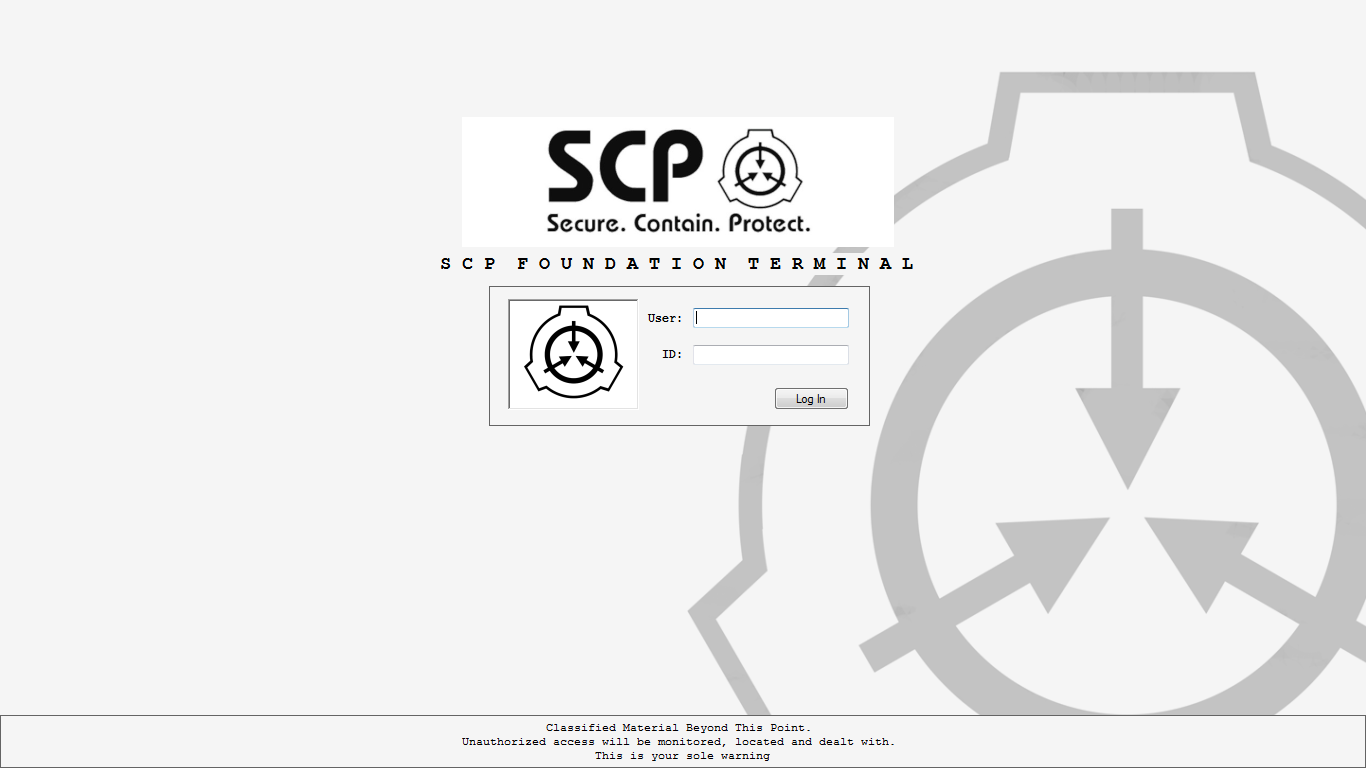 SCP
Secure. Contain. Protect.
SCP FOUNDATION TERMINAL
User:
ID:
Log In
Classified Material Beyond This Point.
Unauthorized access will be monitored, located and dealt with.
This is your sole warning